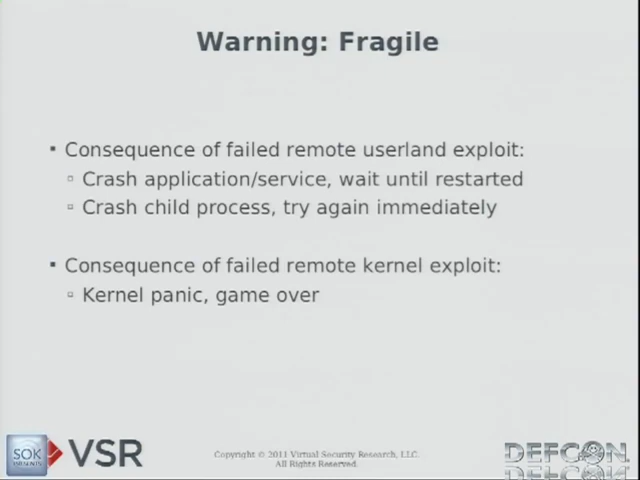 Warning: Fragile
▪ Consequence of failed remote userland exploit:
▫ Crash application/service, wait until restarted
▫ Crash child process, try again immediately
▪ Consequence of failed remote kernel exploit:
▫ Kernel panic, game over
SOK
PRESENTS
VSR
Copyright © 2011 Virtual Security Research, LLC.
All Rights Reserved.
DEFCON